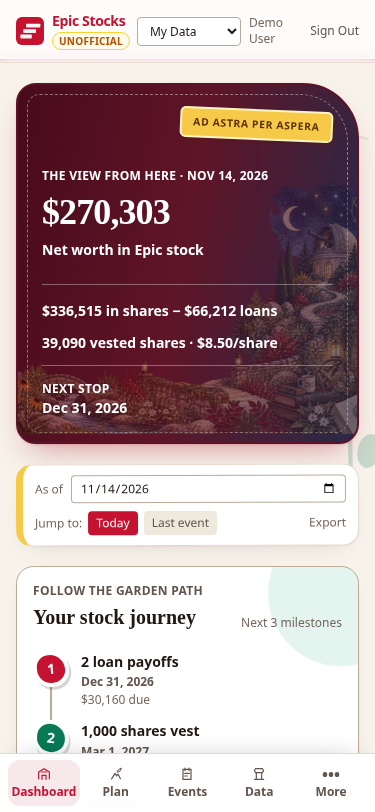 Epic Stocks
UNOFFICIAL
My Data
Demo User
Sign Out
AD ASTRA PER ASPERA
THE VIEW FROM HERE · NOV 14, 2026
$270,303
Net worth in Epic stock
$336,515 in shares − $66,212 loans
39,090 vested shares · $8.50/share
NEXT STOP
Dec 31, 2026
As of 11/14/2026
Jump to: Today Last event Export
FOLLOW THE GARDEN PATH
Your stock journey
Next 3 milestones
1 2 loan payoffs
Dec 31, 2026
$30,160 due
2 1,000 shares vest
Mar 1, 2027
Dashboard Plan Events Data More